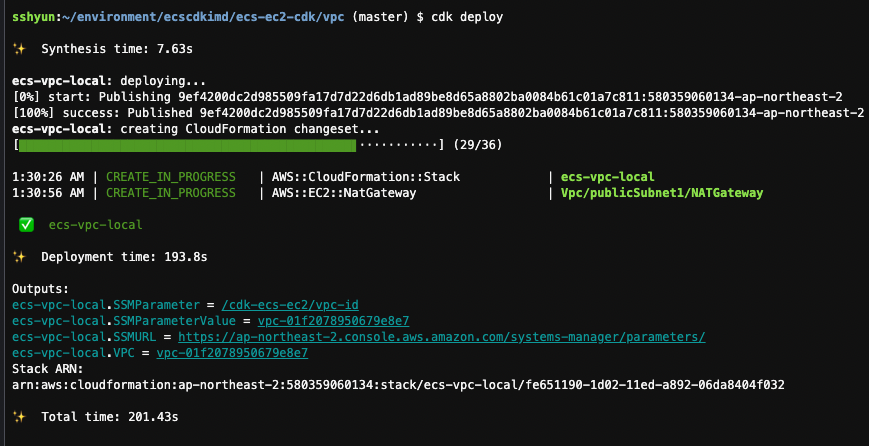 sshyun:~/environment/ecscdkimd/ecs-ec2-cdk/vpc (master) $ cdk deploy
✨  Synthesis time: 7.63s
ecs-vpc-local: deploying...
[0%] start: Publishing 9ef4200dc2d985509fa17d7d22d6db1ad89be8d65a8802ba0084b61c01a7c811:580359060134-ap-northeast-2
[100%] success: Published 9ef4200dc2d985509fa17d7d22d6db1ad89be8d65a8802ba0084b61c01a7c811:580359060134-ap-northeast-2
ecs-vpc-local: creating CloudFormation changeset...
[··········] (29/36)
1:30:26 AM | CREATE_IN_PROGRESS | AWS::CloudFormation::Stack | ecs-vpc-local
1:30:56 AM | CREATE_IN_PROGRESS | AWS::EC2::NatGateway | Vpc/publicSubnet1/NATGateway
✅  ecs-vpc-local
✨  Deployment time: 193.8s
Outputs:
ecs-vpc-local.SSMParameter = /cdk-ecs-ec2/vpc-id
ecs-vpc-local.SSMParameterValue = vpc-01f2078950679e8e7
ecs-vpc-local.SSMURL = https://ap-northeast-2.console.aws.amazon.com/systems-manager/parameters/
ecs-vpc-local.VPC = vpc-01f2078950679e8e7
Stack ARN:
arn:aws:cloudformation:ap-northeast-2:580359060134:stack/ecs-vpc-local/fe651190-1d02-11ed-a892-06da8404f032
✨  Total time: 201.43s